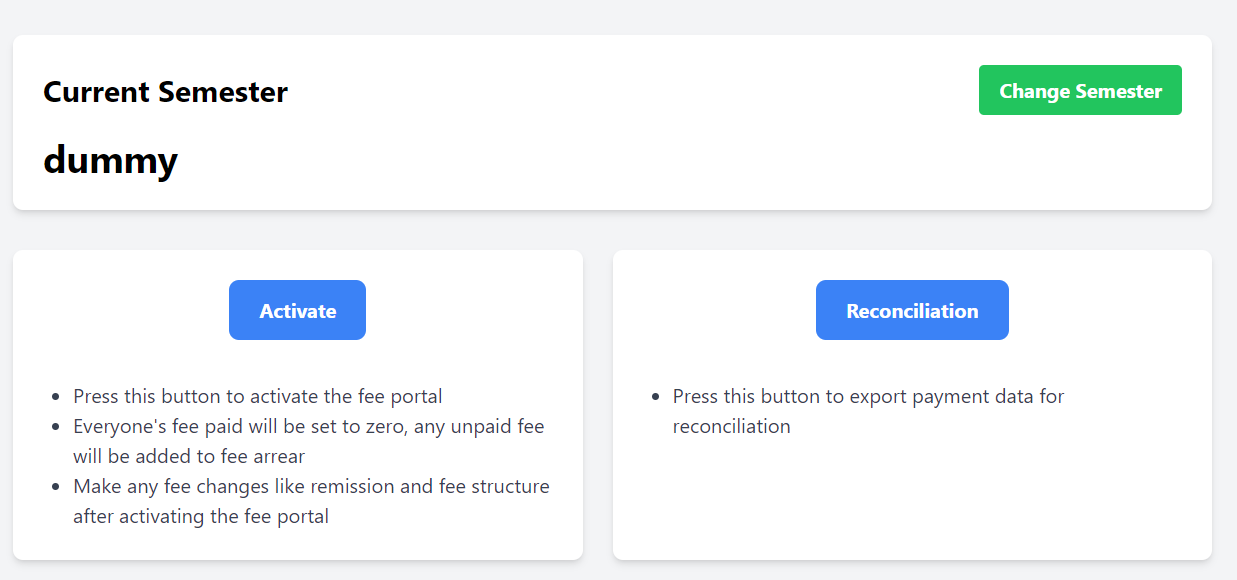 Current Semester
Change Semester
dummy
Activate
Press this button to activate the fee portal
Everyone's fee paid will be set to zero, any unpaid fee
will be added to fee arrear
Make any fee changes like remission and fee structure
after activating the fee portal
Reconciliation
Press this button to export payment data for
reconciliation